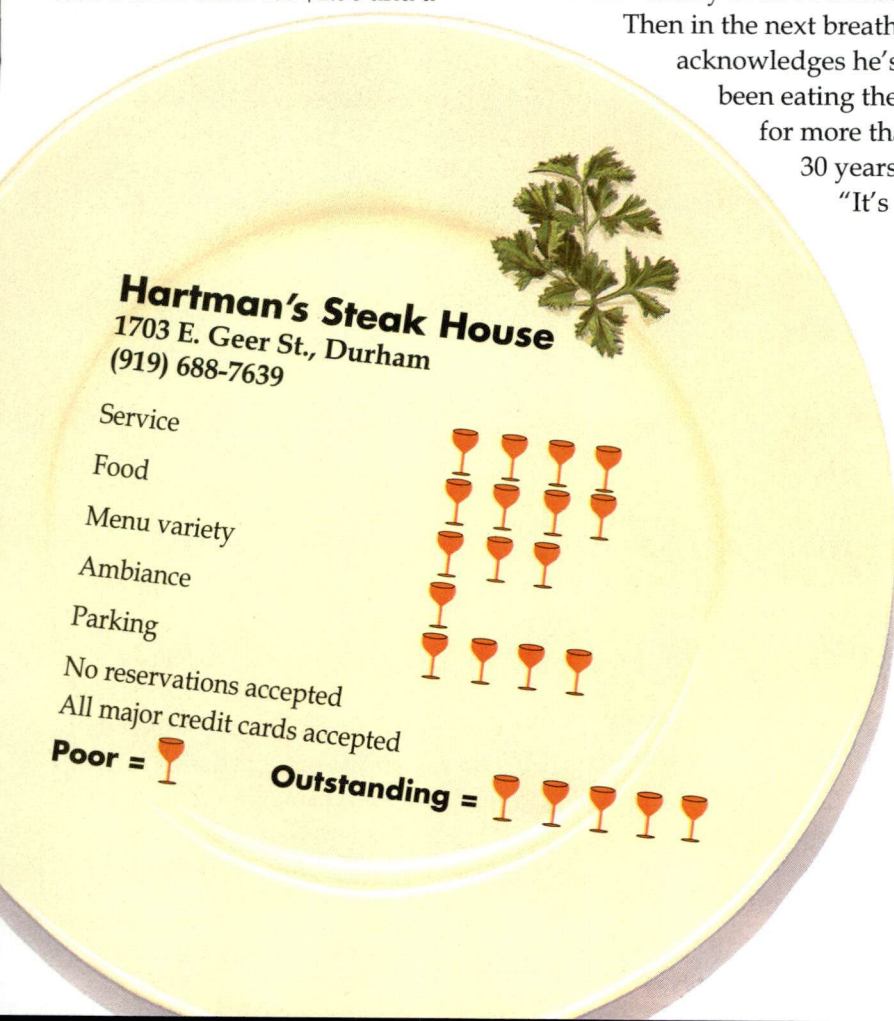 Then in the next breath
acknowledges he's
been eating
for more
30 years
"It's
Hartman's Steak House
1703 E. Geer St., Durham
(919) 688-7639
Service
Food
Menu variety
Ambiance
Parking
No reservations accepted
All major credit cards accepted
Poor =
Outstanding =